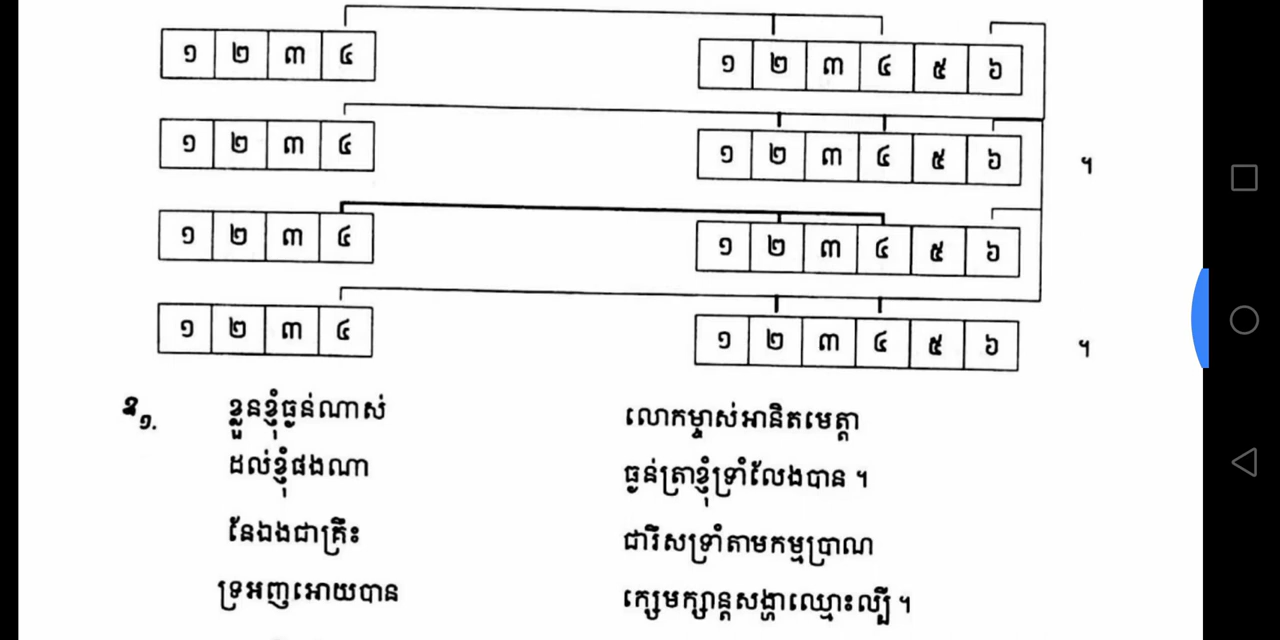 ១ ២ ៣ ៤ ១ ២ ៣ ៤ ៥ ៦
១ ២ ៣ ៤ ១ ២ ៣ ៤ ៥ ៦ ។
១ ២ ៣ ៤ ១ ២ ៣ ៤ ៥ ៦
១ ២ ៣ ៤ ១ ២ ៣ ៤ ៥ ៦ ។
ឧ ១. ខ្លួនខ្ញុំធ្ងន់ណាស់ លោកម្ចាស់អានិតមេត្តា
ដល់ខ្ញុំផងណា ធ្ងន់ត្រាខ្ញុំទ្រាំលែងបាន ។
នែឯងជាគ្រឹះ ជារឹសទ្រាំតាមកម្មប្រាណ
ទ្រអញអោយបាន ក្សេមក្សាន្តសង្ហាឈ្មោះល្បី ។